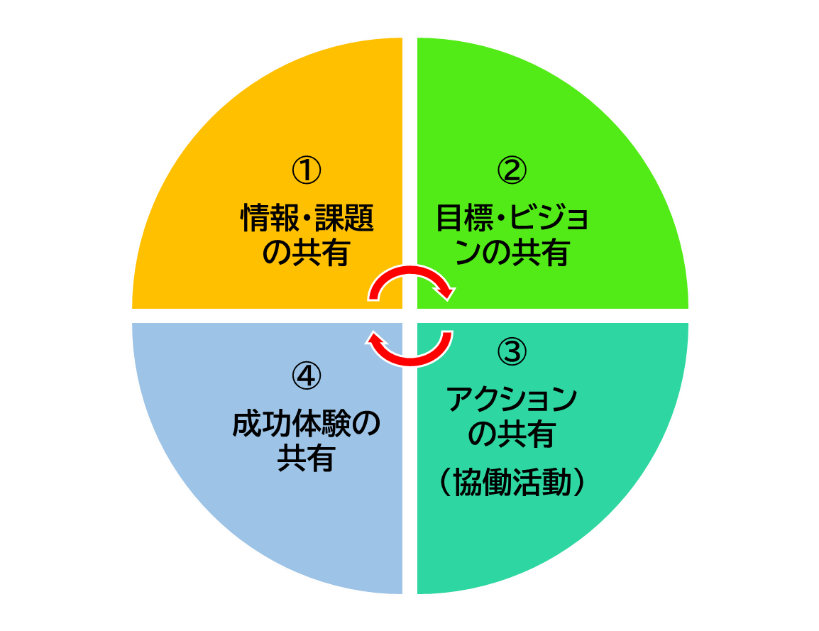 ①
情報・課題
の共有
②
目標・ビジョ
ンの共有
③
アクション
の共有
（協働活動）
④
成功体験の
共有